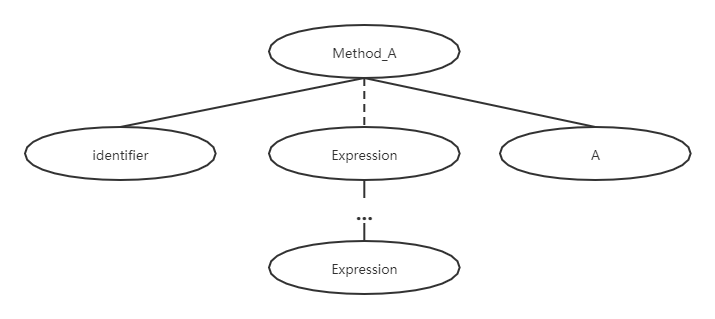 Method_A
identifier
Expression
A
...
Expression